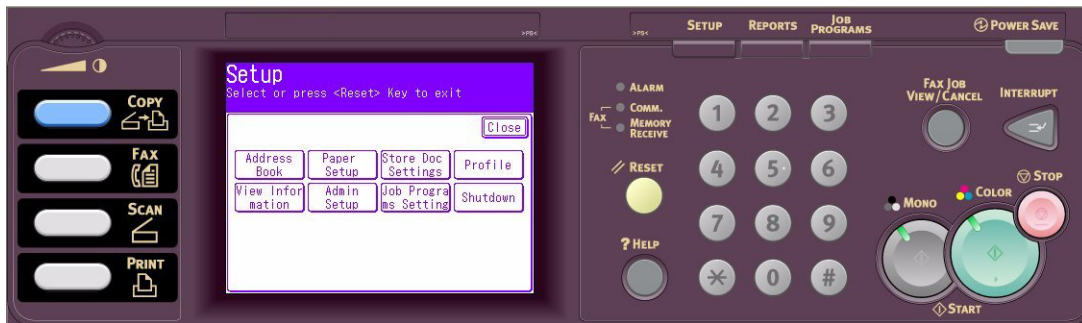 >PS<
>PS<
SETUP
REPORTS
JOB
PROGRAMS
POWER SAVE
COPY
FAX
SCAN
PRINT
Setup
Select or press <Reset> Key to exit
Close
Address
Book
Paper
Setup
Store Doc
Settings
Profile
View Infor
mation
Admin
Setup
Job Progra
ms Setting
Shutdown
ALARM
FAX
COMM.
MEMORY
RECEIVE
RESET
? HELP
1
2
3
4
5
6
7
8
9
0
#
FAX JOB
VIEW/CANCEL
INTERRUPT
STOP
MONO
COLOR
START